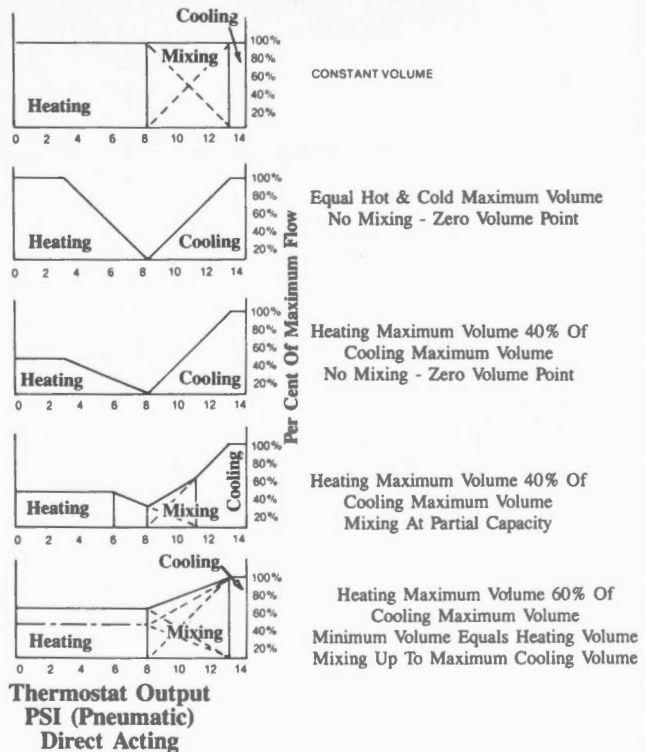 Cooling
Mixing
Heating
100%
80%
60%
40%
20%
0 2 4 6 8 10 12 14
CONSTANT VOLUME
100%
80%
60%
40%
20%
Heating
Cooling
0 2 4 6 8 10 12 14
Equal Hot & Cold Maximum Volume
No Mixing - Zero Volume Point
Per Cent Of Maximum Flow
100%
80%
60%
40%
20%
Heating
Cooling
0 2 4 6 8 10 12 14
Heating Maximum Volume 40% Of
Cooling Maximum Volume
No Mixing - Zero Volume Point
100%
80%
60%
40%
20%
Heating
Mixing
Cooling
0 2 4 6 8 10 12 14
Heating Maximum Volume 40% Of
Cooling Maximum Volume
Mixing At Partial Capacity
Cooling
100%
80%
60%
40%
20%
Heating
Mixing
0 2 4 6 8 10 12 14
Heating Maximum Volume 60% Of
Cooling Maximum Volume
Minimum Volume Equals Heating Volume
Mixing Up To Maximum Cooling Volume
Thermostat Output
PSI (Pneumatic)
Direct Acting